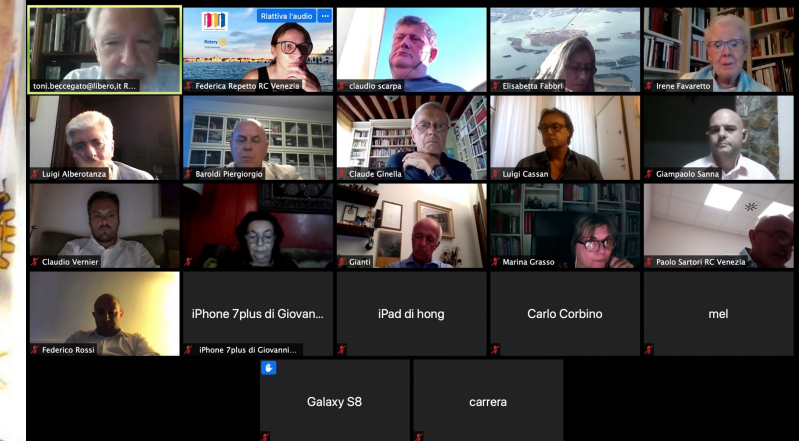 toni.beccegato@libero,it R...
Rotary
Riattiva l'audio
Federica Repetto RC Venezia
claudio scarpa
Elisabetta Fabbri
Irene Favaretto
Luigi Alberotanza
Baroldi Piergiorgio
Claude Ginella
Luigi Cassan
Giampaolo Sanna
Claudio Vernier
Gianti
Marina Grasso
Paolo Sartori RC Venezia
Federico Rossi
iPhone 7plus di Giovan...
iPhone 7plus di Giovanni...
iPad di hong
Carlo Corbino
mel
Galaxy S8
carrera